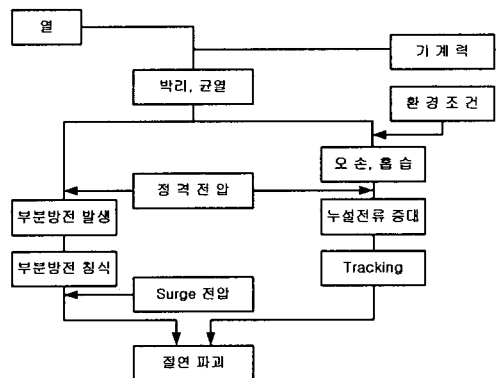 열
기 계 력
박리, 균열
환 경 조 건
오 손, 흡 습
정 격 전 압
부분방전 발생
누설전류 증대
부분방전 침식
Tracking
Surge 전압
절연 파괴